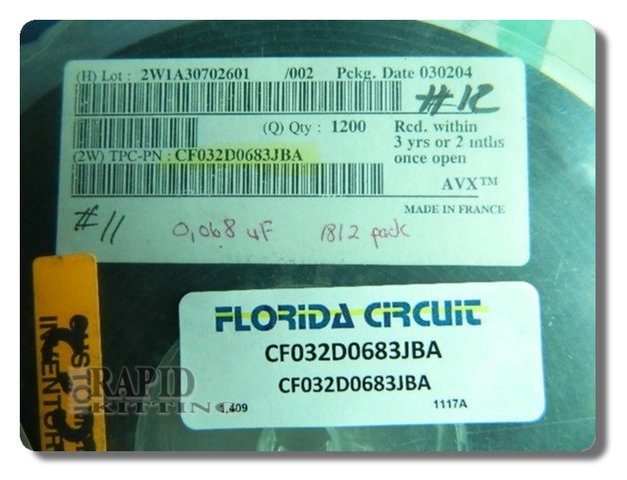 (H) Lot : 2W1A30702601 /002 Pckg. Date 030204
#12
(Q) Qty : 1200
Rcd. within
3 yrs or 2 mths
once open
(2W) TPC-PN : CF032D0683JBA
AVX™
MADE IN FRANCE
#11 0,068 uF 1812 pack
FLORIDA CIRCUIT
CF032D0683JBA
CF032D0683JBA
1,409 1117A
RAPID
KITTING
CUSTOM
INVENTOR